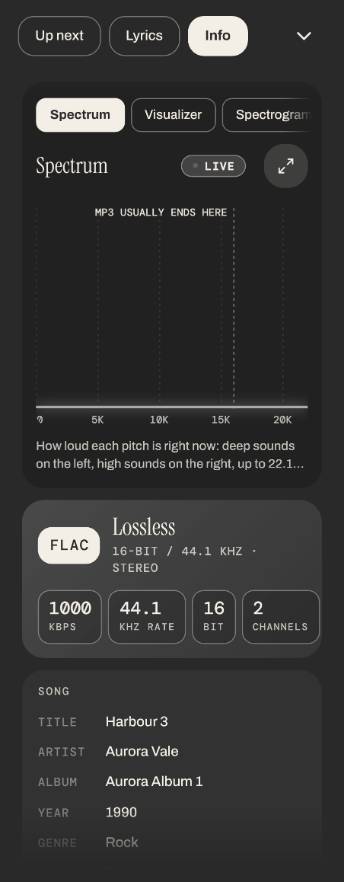 Up next
Lyrics
Info
Spectrum
Visualizer
Spectrogram
Spectrum
LIVE
MP3 USUALLY ENDS HERE
0 5K 10K 15K 20K
How loud each pitch is right now: deep sounds
on the left, high sounds on the right, up to 22.1…
FLAC
Lossless
16-BIT / 44.1 KHZ ·
STEREO
1000
KBPS
44.1
KHZ RATE
16
BIT
2
CHANNELS
SONG
TITLE Harbour 3
ARTIST Aurora Vale
ALBUM Aurora Album 1
YEAR 1990
GENRE Rock